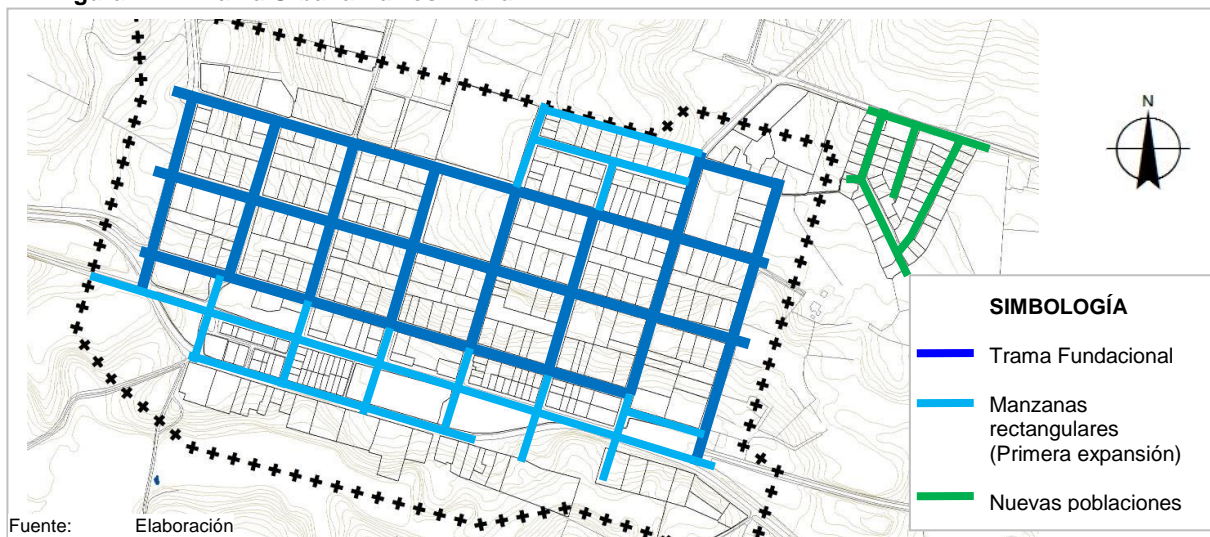 N
SIMBOLOGÍA
Trama Fundacional
Manzanas
rectangulares
(Primera expansión)
Nuevas poblaciones
Fuente: Elaboración